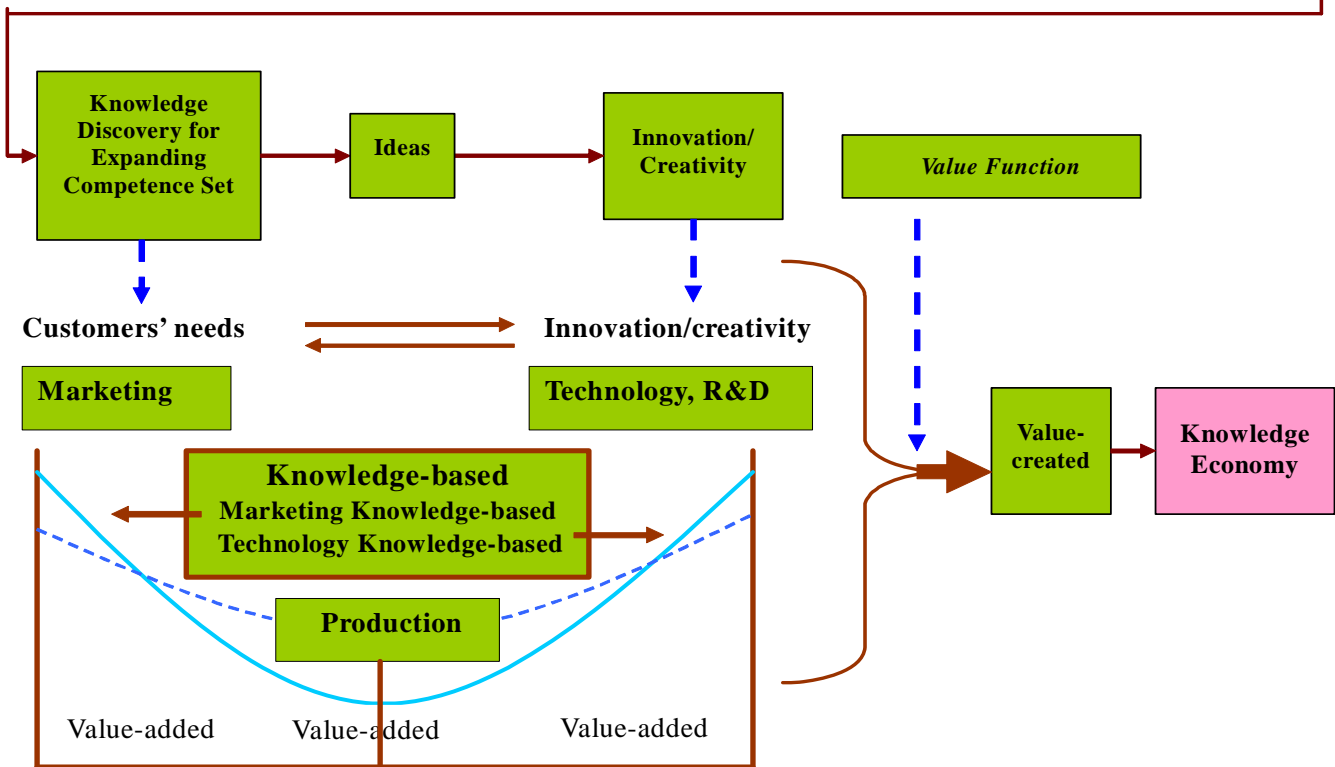 Knowledge
Discovery for
Expanding
Competence Set
Ideas
Innovation/
Creativity
Value Function
Customers’ needs
Innovation/creativity
Marketing
Technology, R&D
Value-
created
Knowledge
Economy
Knowledge-based
Marketing Knowledge-based
Technology Knowledge-based
Production
Value-added
Value-added
Value-added